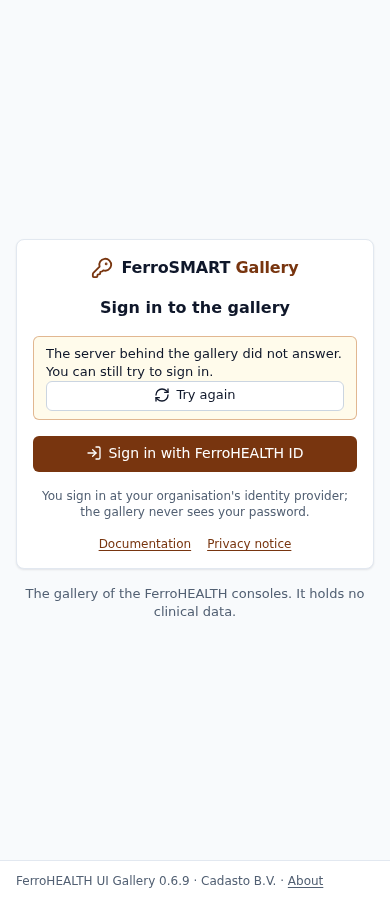 FerroSMART Gallery
Sign in to the gallery
The server behind the gallery did not answer.
You can still try to sign in.
Try again
Sign in with FerroHEALTH ID
You sign in at your organisation's identity provider;
the gallery never sees your password.
Documentation Privacy notice
The gallery of the FerroHEALTH consoles. It holds no
clinical data.
FerroHEALTH UI Gallery 0.6.9 · Cadasto B.V. · About